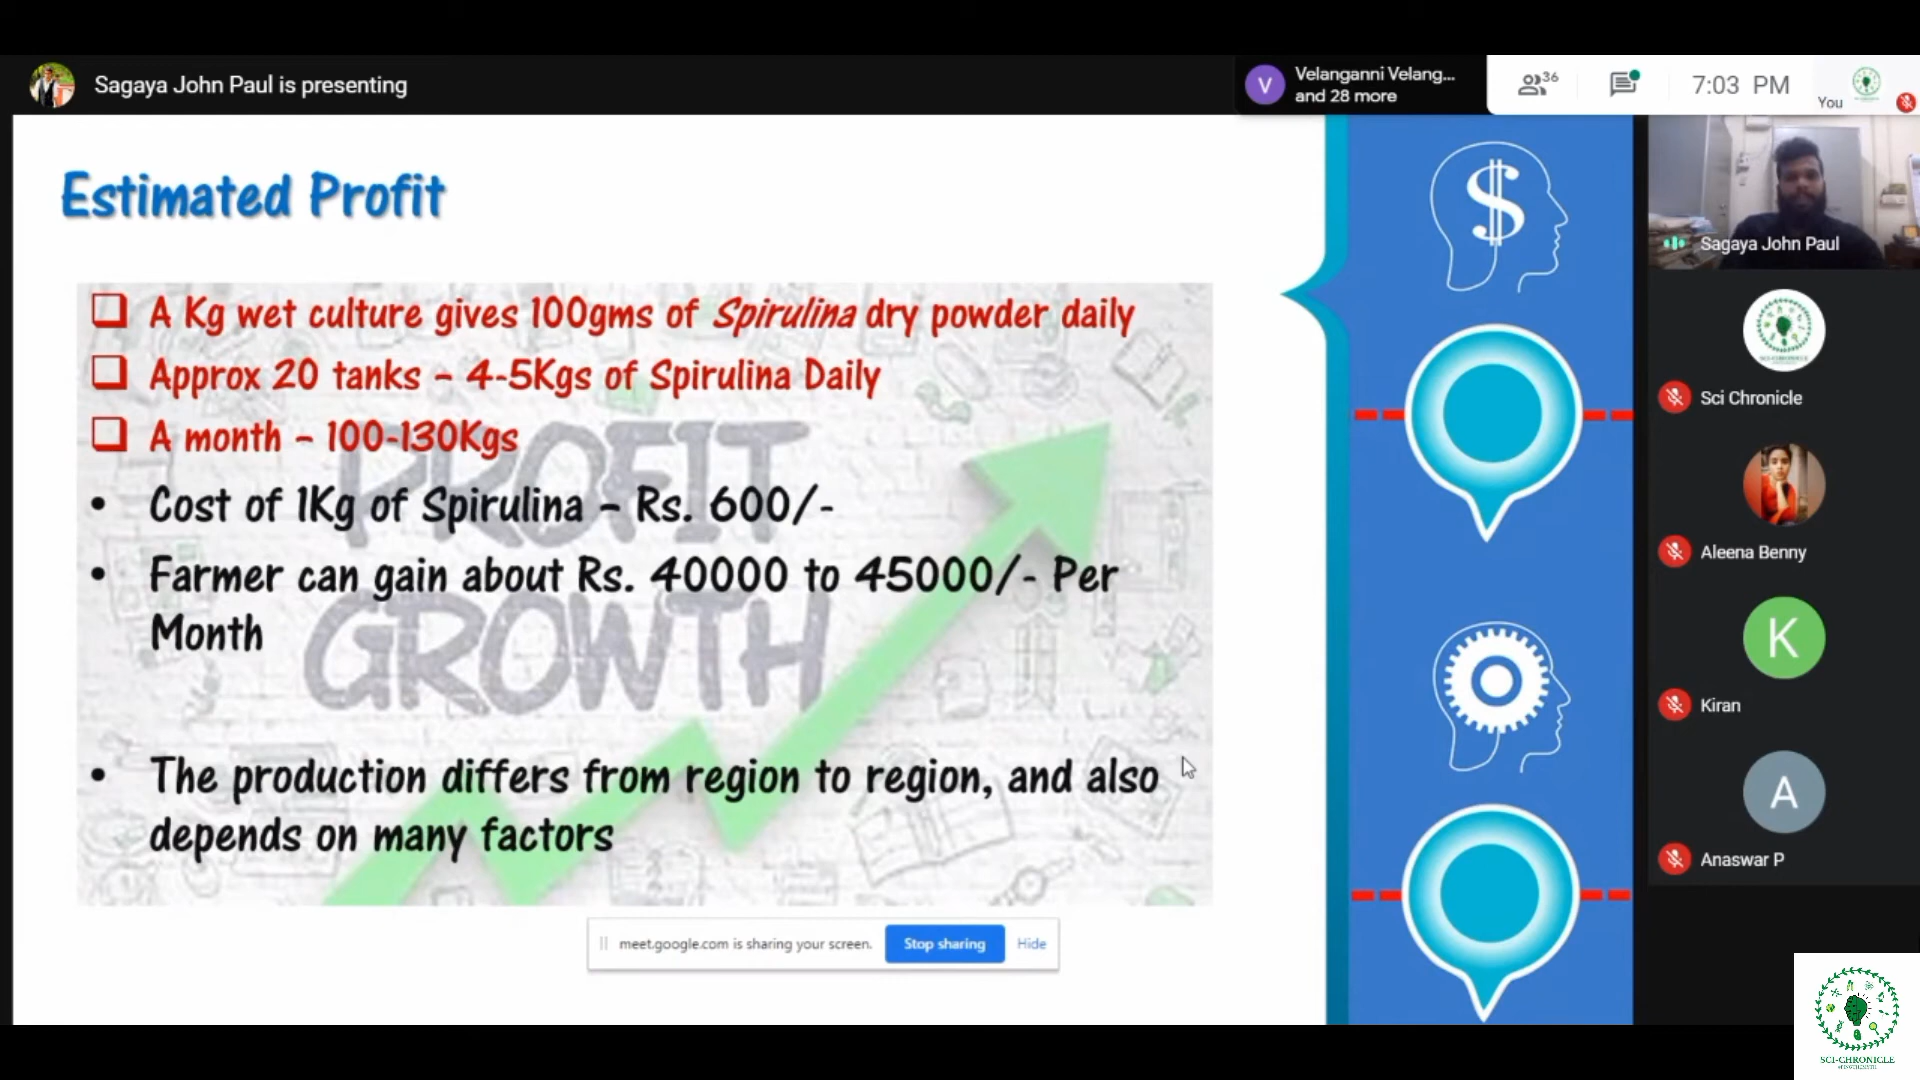 Sagaya John Paul is presenting
V
Velanganni Velang...
and 28 more
36
7:03 PM
You
Estimated Profit
A Kg wet culture gives 100gms of Spirulina dry powder daily
Approx 20 tanks – 4-5Kgs of Spirulina Daily
A month – 100-130Kgs
Cost of 1Kg of Spirulina – Rs. 600/-
Farmer can gain about Rs. 40000 to 45000/- Per
Month
The production differs from region to region, and also
depends on many factors
PROFIT
GROWTH
$
meet.google.com is sharing your screen.
Stop sharing
Hide
Sagaya John Paul
SCI-CHRONICLE
Sci Chronicle
Aleena Benny
K
Kiran
A
Anaswar P
SCI-CHRONICLE